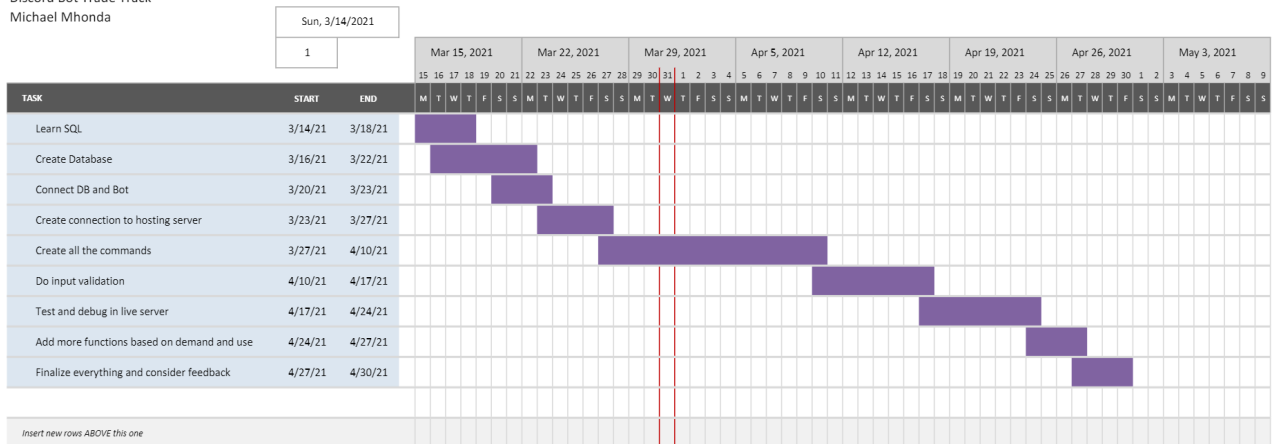 Discord Bot Trade Track
Michael Mhonda
Sun, 3/14/2021
1
Mar 15, 2021 Mar 22, 2021 Mar 29, 2021 Apr 5, 2021 Apr 12, 2021 Apr 19, 2021 Apr 26, 2021 May 3, 2021
15 16 17 18 19 20 21 22 23 24 25 26 27 28 29 30 31 1 2 3 4 5 6 7 8 9 10 11 12 13 14 15 16 17 18 19 20 21 22 23 24 25 26 27 28 29 30 1 2 3 4 5 6 7 8 9
TASK START END M T W T F S S M T W T F S S M T W T F S S M T W T F S S M T W T F S S M T W T F S S M T W T F S S M T W T F S S
Learn SQL 3/14/21 3/18/21
Create Database 3/16/21 3/22/21
Connect DB and Bot 3/20/21 3/23/21
Create connection to hosting server 3/23/21 3/27/21
Create all the commands 3/27/21 4/10/21
Do input validation 4/10/21 4/17/21
Test and debug in live server 4/17/21 4/24/21
Add more functions based on demand and use 4/24/21 4/27/21
Finalize everything and consider feedback 4/27/21 4/30/21
Insert new rows ABOVE this one